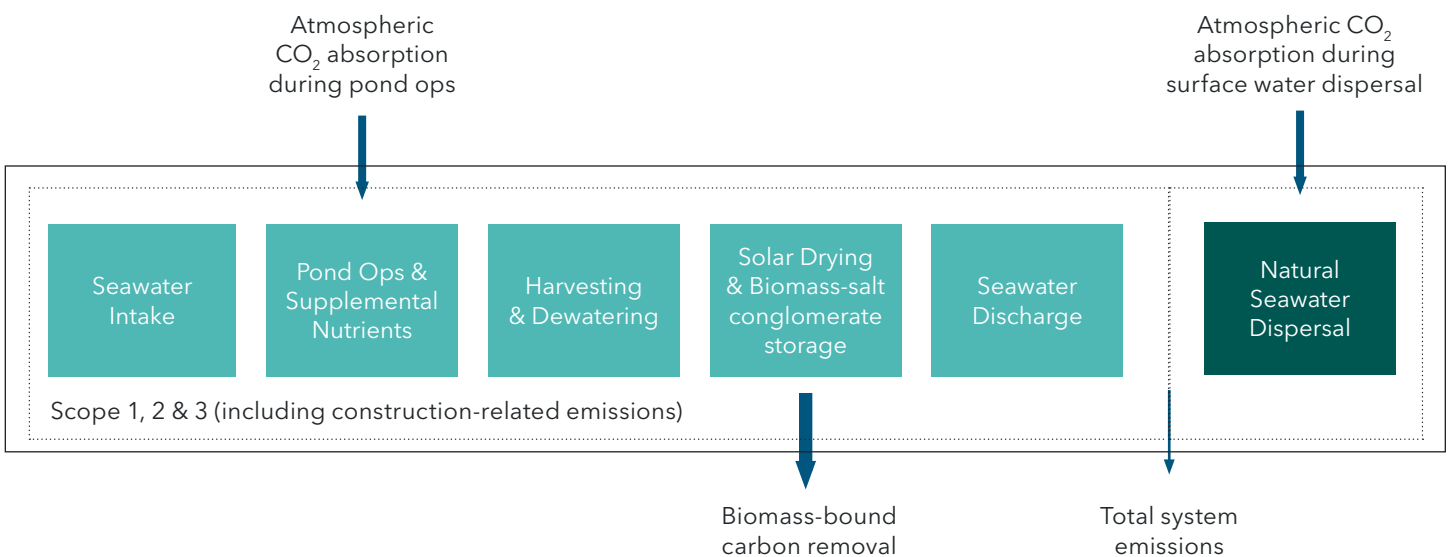 Atmospheric
CO₂ absorption
during pond ops
Atmospheric CO₂
absorption during
surface water dispersal
Seawater
Intake
Pond Ops &
Supplemental
Nutrients
Harvesting
& Dewatering
Solar Drying
& Biomass-salt
conglomerate
storage
Seawater
Discharge
Natural
Seawater
Dispersal
Scope 1, 2 & 3 (including construction-related emissions)
Biomass-bound
carbon removal
Total system
emissions